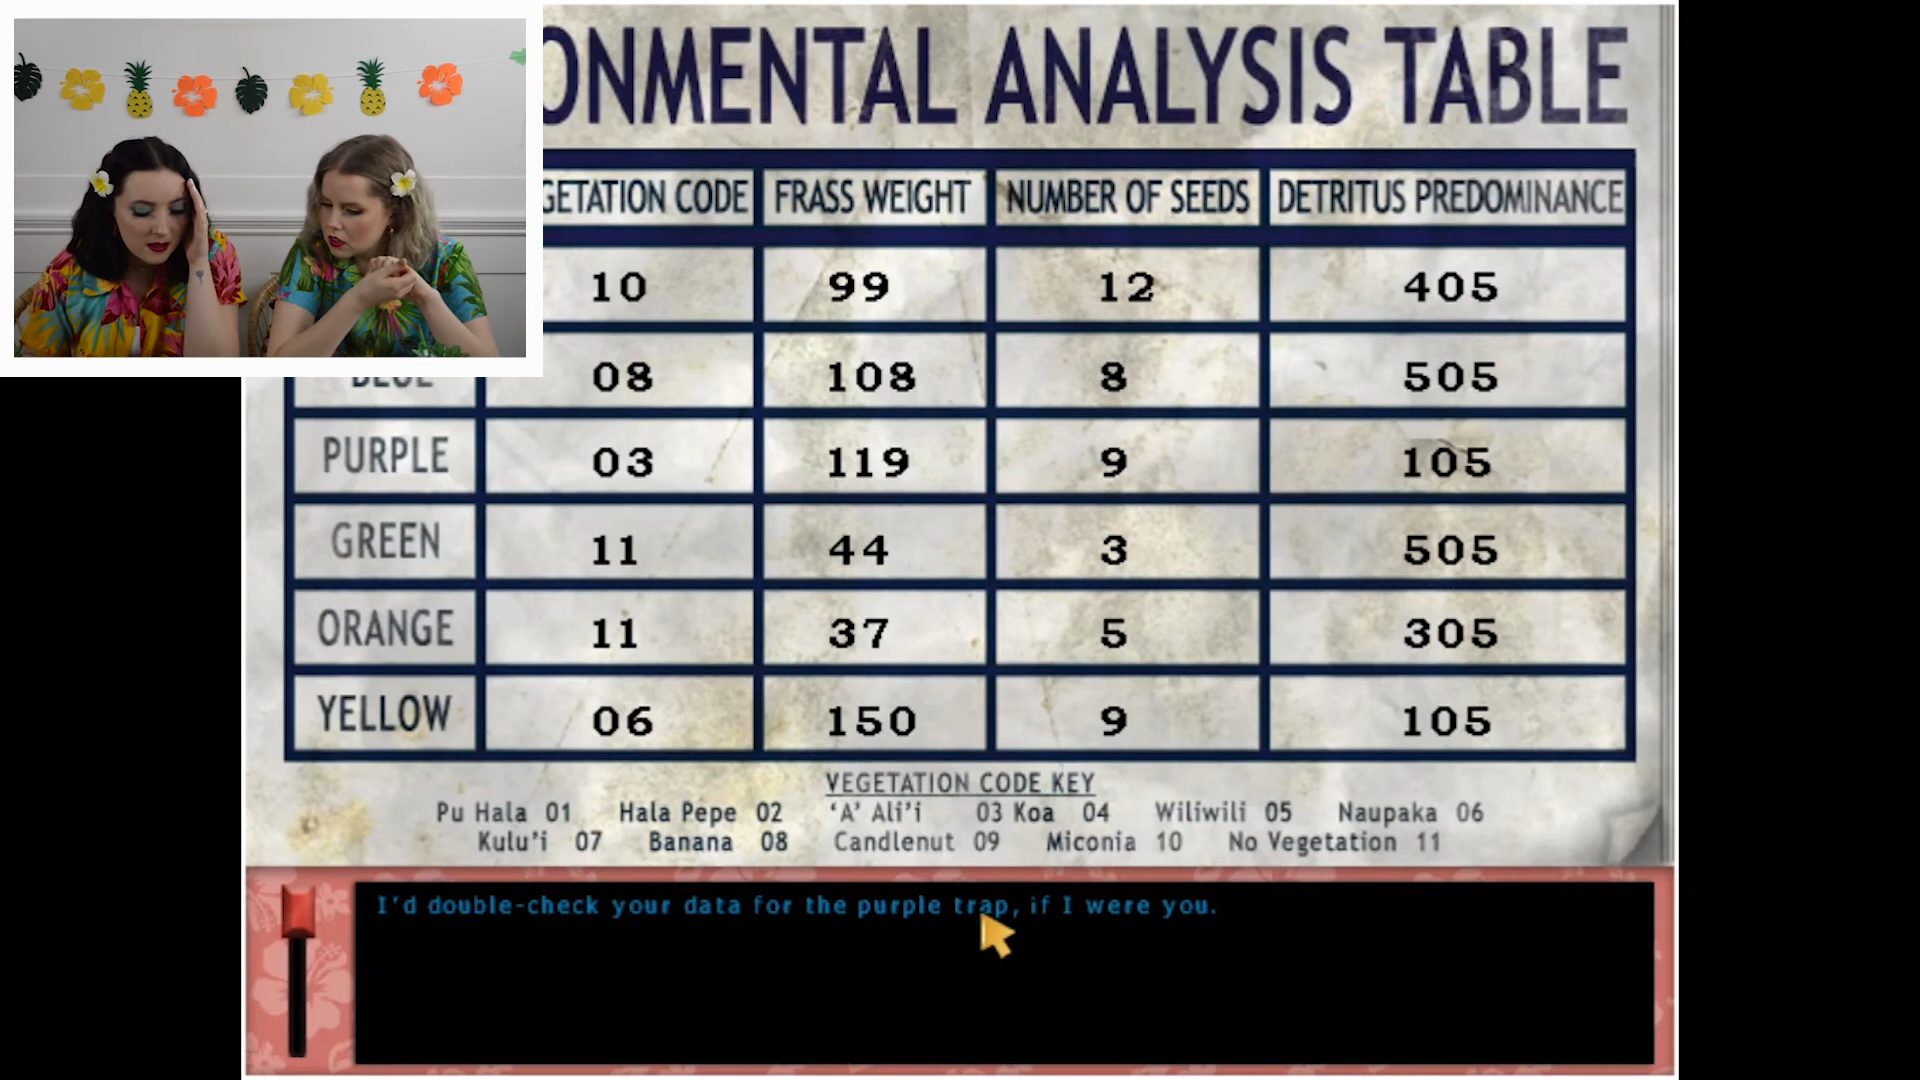 ONMENTAL ANALYSIS TABLE
GETATION CODE FRASS WEIGHT NUMBER OF SEEDS DETRITUS PREDOMINANCE
10 99 12 405
BLUE 08 108 8 505
PURPLE 03 119 9 105
GREEN 11 44 3 505
ORANGE 11 37 5 305
YELLOW 06 150 9 105
VEGETATION CODE KEY
Pu Hala 01 Hala Pepe 02 'A' Ali'i 03 Koa 04 Wiliwili 05 Naupaka 06
Kulu'i 07 Banana 08 Candlenut 09 Miconia 10 No Vegetation 11
I'd double-check your data for the purple trap, if I were you.